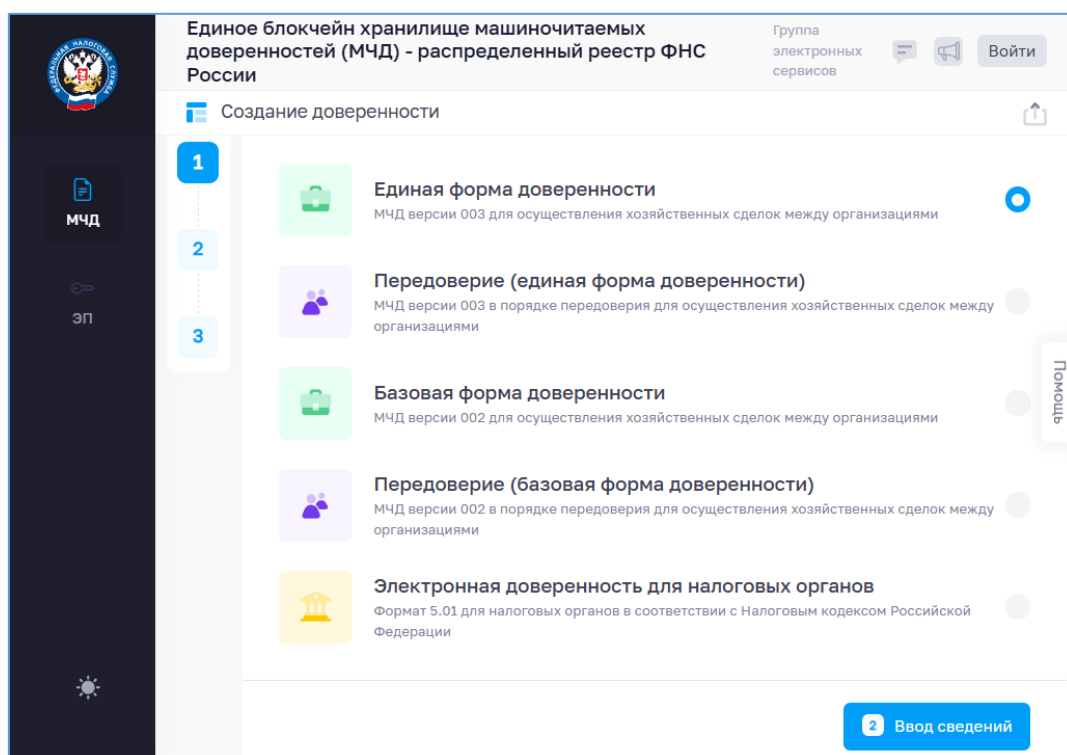 Единое блокчейн хранилище машиночитаемых
доверенностей (МЧД) - распределенный реестр ФНС
России
Группа
электронных
сервисов
Войти
Создание доверенности
МЧД
ЭП
1
2
3
Единая форма доверенности
МЧД версии 003 для осуществления хозяйственных сделок между организациями
Передоверие (единая форма доверенности)
МЧД версии 003 в порядке передоверия для осуществления хозяйственных сделок между
организациями
Базовая форма доверенности
МЧД версии 002 для осуществления хозяйственных сделок между организациями
Передоверие (базовая форма доверенности)
МЧД версии 002 в порядке передоверия для осуществления хозяйственных сделок между
организациями
Электронная доверенность для налоговых органов
Формат 5.01 для налоговых органов в соответствии с Налоговым кодексом Российской
Федерации
Помощь
2 Ввод сведений